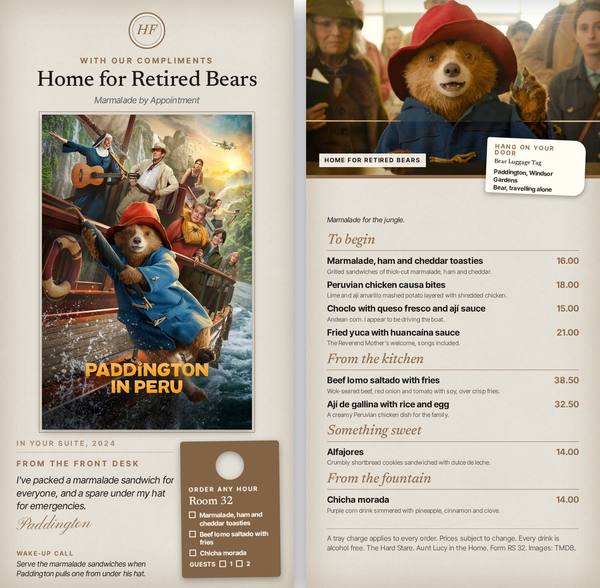 HF
WITH OUR COMPLIMENTS
Home for Retired Bears
Marmalade by Appointment
PADDINGTON
IN PERU
IN YOUR SUITE, 2024
FROM THE FRONT DESK
I've packed a marmalade sandwich for
everyone, and a spare under my hat
for emergencies.
Paddington
WAKE-UP CALL
Serve the marmalade sandwiches when
Paddington pulls one from under his hat.
ORDER ANY HOUR
Room 32
Marmalade, ham and
cheddar toasties
Beef lomo saltado with
fries
Chicha morada
GUESTS 1 2
HOME FOR RETIRED BEARS
HANG ON YOUR
DOOR
Bear Luggage Tag
Paddington, Windsor
Gardens
Bear, travelling alone
Marmalade for the jungle.
To begin
Marmalade, ham and cheddar toasties 16.00
Grilled sandwiches of thick-cut marmalade, ham and cheddar.
Peruvian chicken causa bites 18.00
Lime and ají amarillo mashed potato layered with shredded chicken.
Choclo with queso fresco and ají sauce 15.00
Andean corn. I appear to be driving the boat.
Fried yuca with huancaína sauce 21.00
The Reverend Mother's welcome, songs included.
From the kitchen
Beef lomo saltado with fries 38.50
Wok-seared beef, red onion and tomato with soy, over crisp fries.
Ají de gallina with rice and egg 32.50
A creamy Peruvian chicken dish for the family.
Something sweet
Alfajores 14.00
Crumbly shortbread cookies sandwiched with dulce de leche.
From the fountain
Chicha morada 14.00
Purple corn drink simmered with pineapple, cinnamon and clove.
A tray charge applies to every order. Prices subject to change. Every drink is
alcohol free. The Hard Stare. Aunt Lucy in the Home. Form RS 32. Images: TMDB.